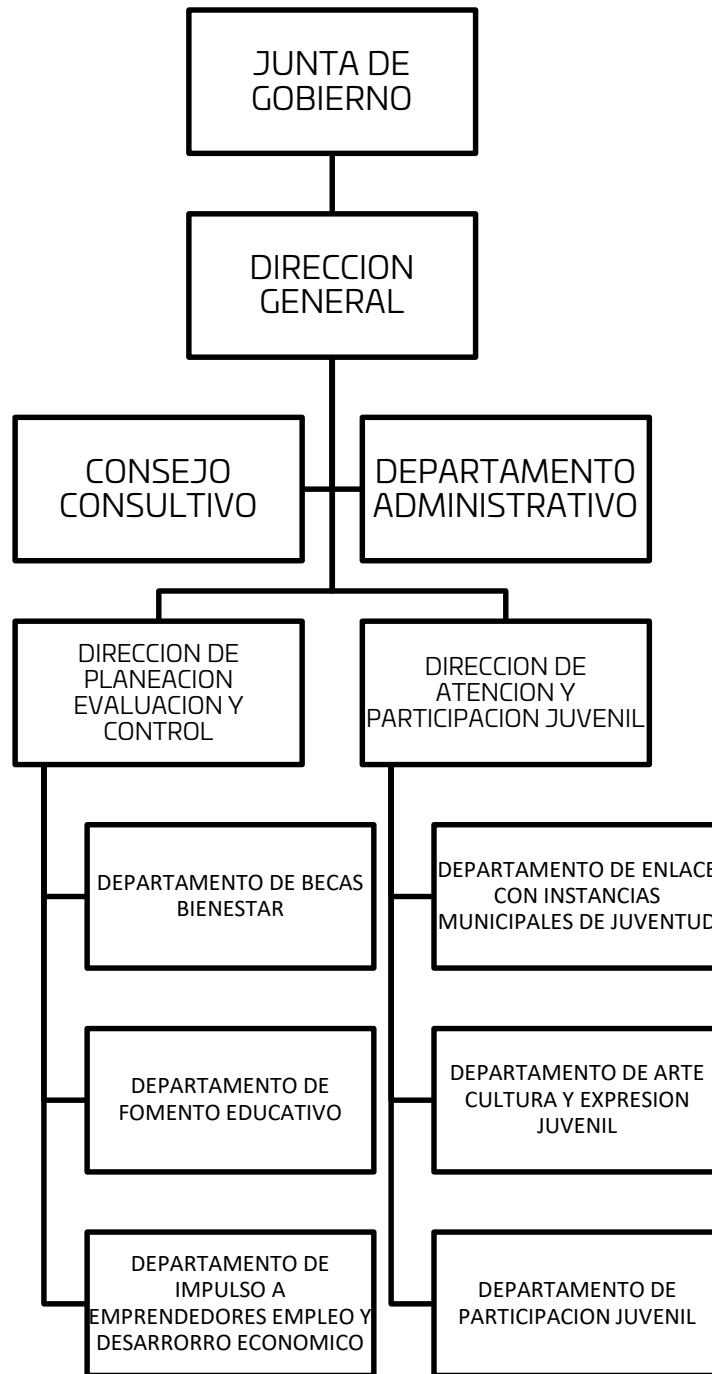 JUNTA DE
GOBIERNO
DIRECCION
GENERAL
CONSEJO
CONSULTIVO
DEPARTAMENTO
ADMINISTRATIVO
DIRECCION DE
PLANEACION
EVALUACION Y
CONTROL
DIRECCION DE
ATENCION Y
PARTICIPACION JUVENIL
DEPARTAMENTO DE BECAS
BIENESTAR
DEPARTAMENTO DE ENLACE
CON INSTANCIAS
MUNICIPALES DE JUVENTUD
DEPARTAMENTO DE
FOMENTO EDUCATIVO
DEPARTAMENTO DE ARTE
CULTURA Y EXPRESION
JUVENIL
DEPARTAMENTO DE
IMPULSO A
EMPRENDEDORES EMPLEO Y
DESARRORRO ECONOMICO
DEPARTAMENTO DE
PARTICIPACION JUVENIL